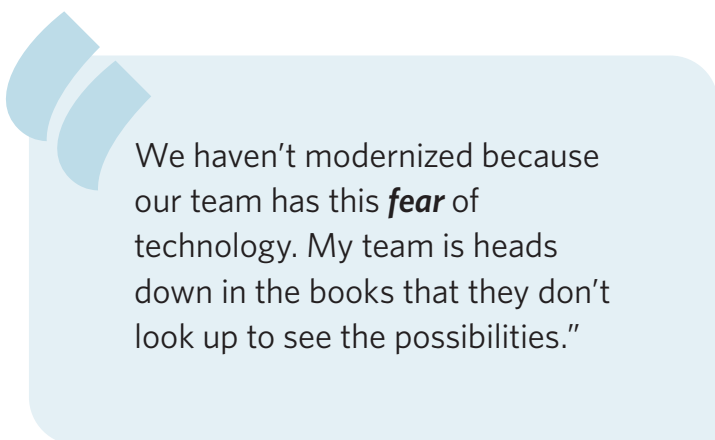 We haven’t modernized because
our team has this fear of
technology. My team is heads
down in the books that they don’t
look up to see the possibilities.”